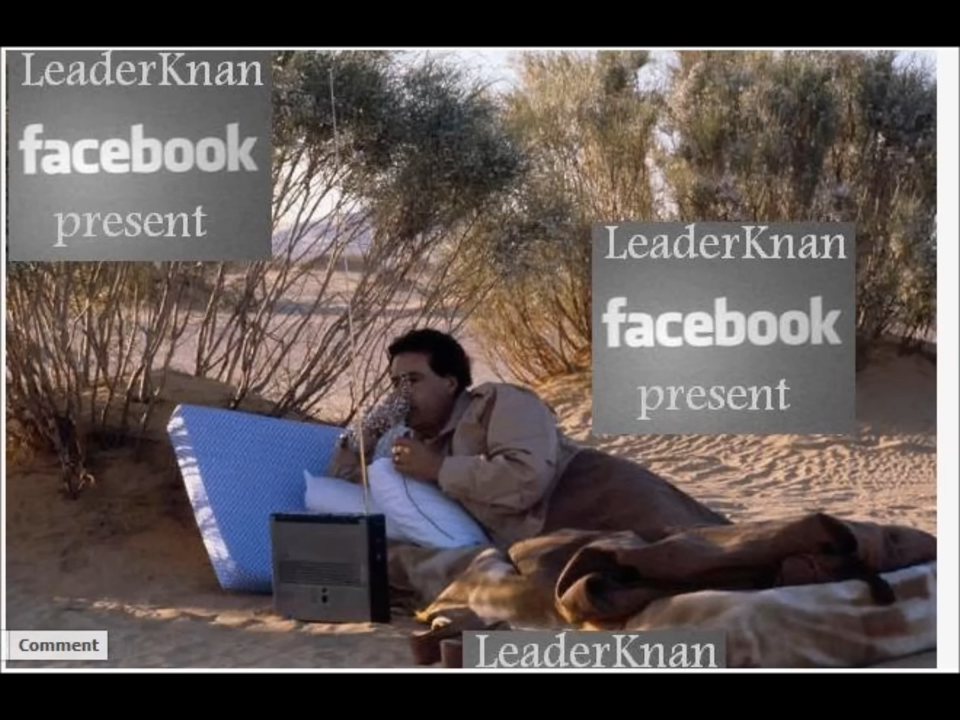 LeaderKnan
facebook
present
LeaderKnan
facebook
present
Comment
LeaderKnan